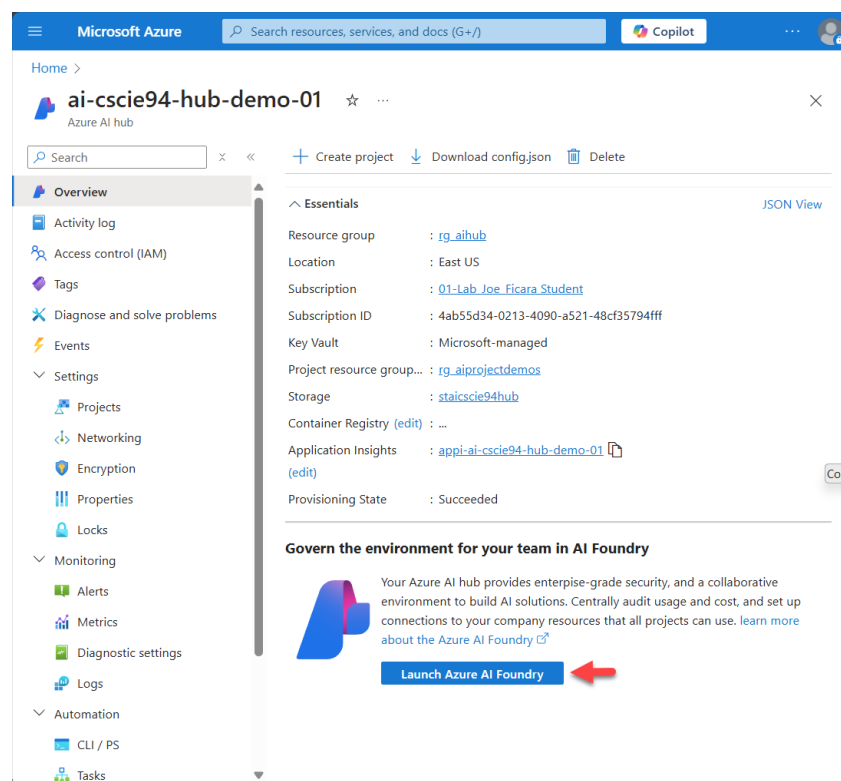 Microsoft Azure
Search resources, services, and docs (G+/)
Copilot
...
Home >
ai-cscie94-hub-demo-01
...
Azure AI hub
Search
Create project
Download config.json
Delete
Overview
Activity log
Access control (IAM)
Tags
Diagnose and solve problems
Events
Settings
Projects
Networking
Encryption
Properties
Locks
Monitoring
Alerts
Metrics
Diagnostic settings
Logs
Automation
CLI / PS
Tasks
Essentials
JSON View
Resource group : rg_aihub
Location : East US
Subscription : 01-Lab_Joe_Ficara Student
Subscription ID : 4ab55d34-0213-4090-a521-48cf35794fff
Key Vault : Microsoft-managed
Project resource group... : rg_aiprojectdemos
Storage : staicscie94hub
Container Registry (edit) : ...
Application Insights : appi-ai-cscie94-hub-demo-01
(edit)
Provisioning State : Succeeded
Co
Govern the environment for your team in AI Foundry
Your Azure AI hub provides enterpise-grade security, and a collaborative
environment to build AI solutions. Centrally audit usage and cost, and set up
connections to your company resources that all projects can use. learn more
about the Azure AI Foundry
Launch Azure AI Foundry